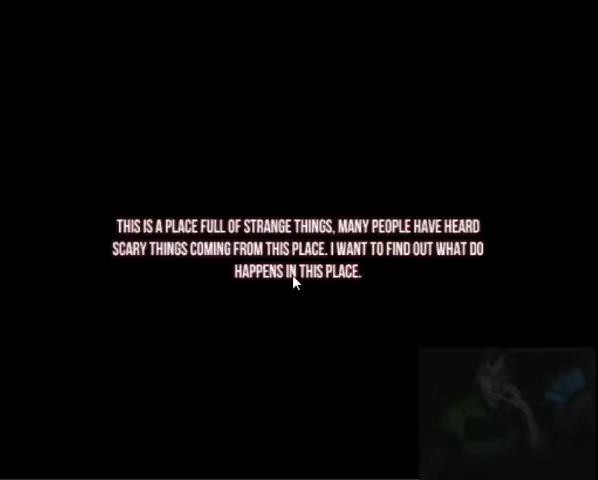 THIS IS A PLACE FULL OF STRANGE THINGS, MANY PEOPLE HAVE HEARD
SCARY THINGS COMING FROM THIS PLACE. I WANT TO FIND OUT WHAT DO
HAPPENS IN THIS PLACE.